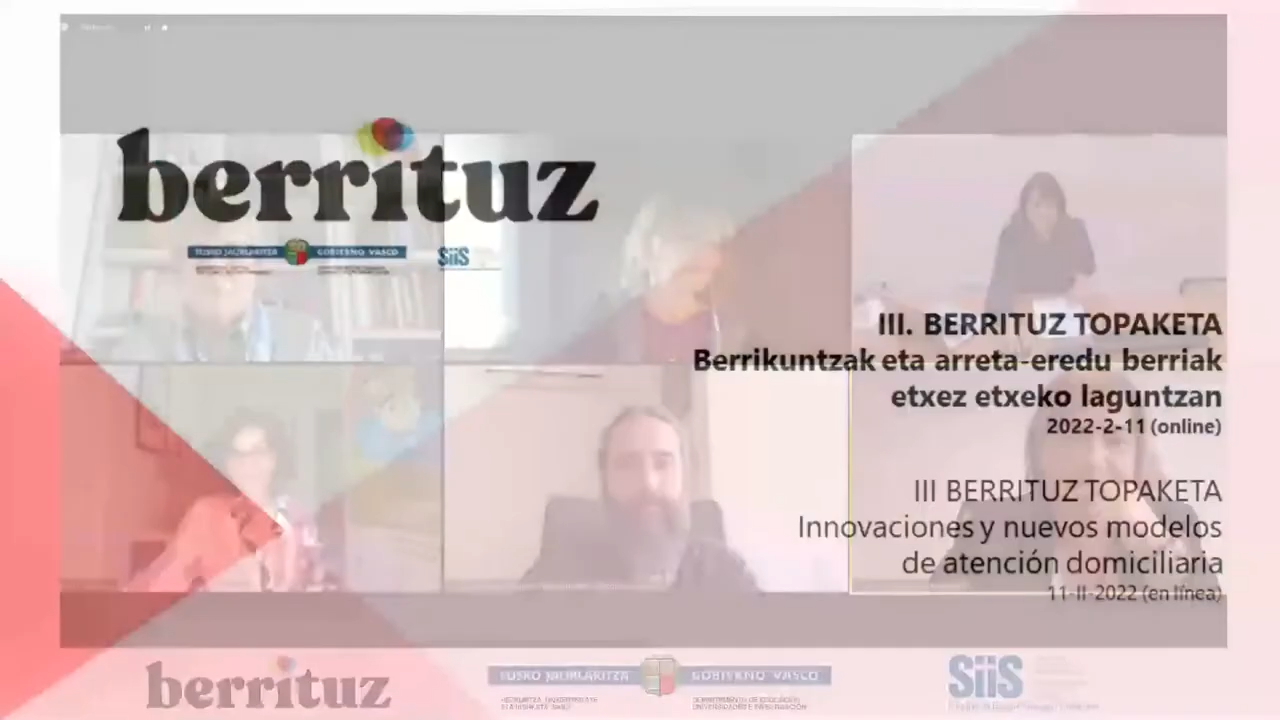 berrituz
EUSKO JAURLARITZA GOBIERNO VASCO
SiiS
III. BERRITUZ TOPAKETA
Berrikuntzak eta arreta-eredu berriak
etxez etxeko laguntzan
2022-2-11 (online)
III BERRITUZ TOPAKETA
Innovaciones y nuevos modelos
de atención domiciliaria
11-II-2022 (en línea)
berrituz
EUSKO JAURLARITZA GOBIERNO VASCO
SiiS